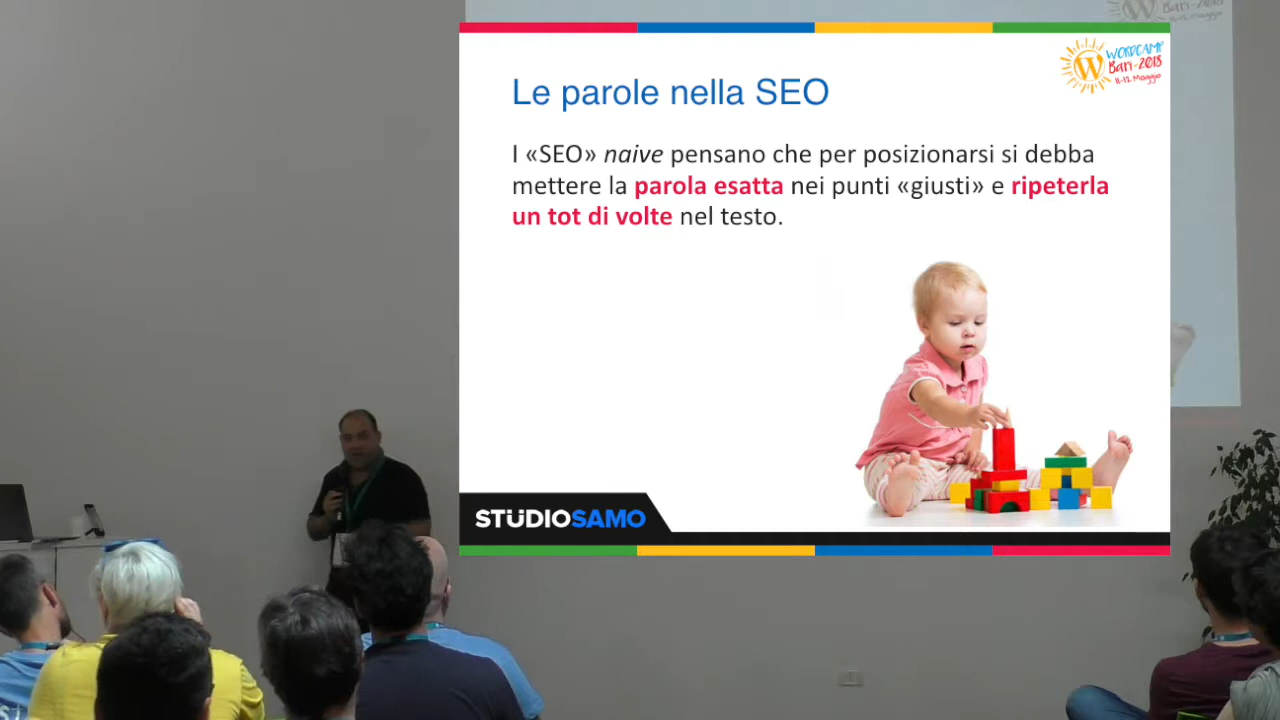 WORDCAMP
Bari-2018
11-12 Maggio
Le parole nella SEO
I «SEO» naive pensano che per posizionarsi si debba
mettere la parola esatta nei punti «giusti» e ripeterla
un tot di volte nel testo.
STUDIOSAMO